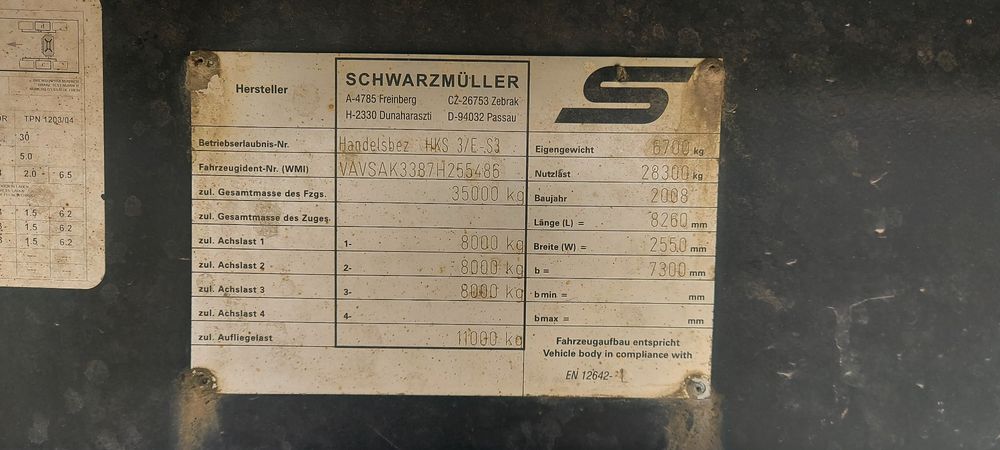 TPN 1203/04
30
5.0
2.0 - 6.5
1.5 6.2
1.5 6.2
1.5 6.2
Hersteller
SCHWARZMÜLLER
A-4785 Freinberg CZ-26753 Zebrak
H-2330 Dunaharaszti D-94032 Passau
Betriebserlaubnis-Nr. Handelsbez HKS 3/E-S3
Fahrzeugident-Nr. (WMI) VAVSAK3387H255486
zul. Gesamtmasse des Fzgs. 35000 kg
zul. Gesamtmasse des Zuges
zul. Achslast 1 1- 8000 kg
zul. Achslast 2 2- 8000 kg
zul. Achslast 3 3- 8000 kg
zul. Achslast 4 4-
zul. Aufliegelast 11000 kg
Eigengewicht 6700 kg
Nutzlast 28300 kg
Baujahr 2008
Länge (L) = 8260 mm
Breite (W) = 2550 mm
b = 7300 mm
bmin = mm
bmax = mm
Fahrzeugaufbau entspricht
Vehicle body in compliance with
EN 12642- L